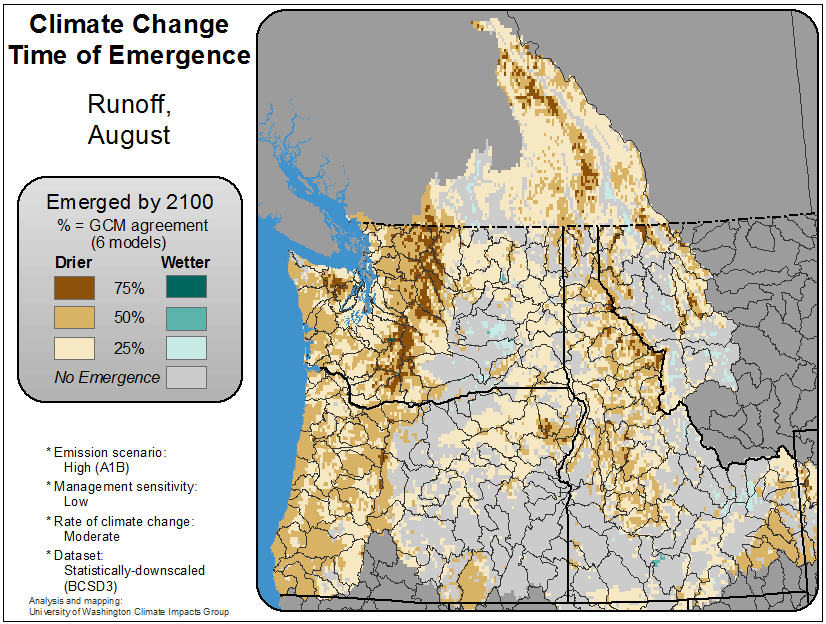 Climate Change
Time of Emergence
Runoff,
August
Emerged by 2100
% = GCM agreement
(6 models)
Drier Wetter
75%
50%
25%
No Emergence
* Emission scenario:
High (A1B)
* Management sensitivity:
Low
* Rate of climate change:
Moderate
* Dataset:
Statistically-downscaled
(BCSD3)
Analysis and mapping:
University of Washington Climate Impacts Group